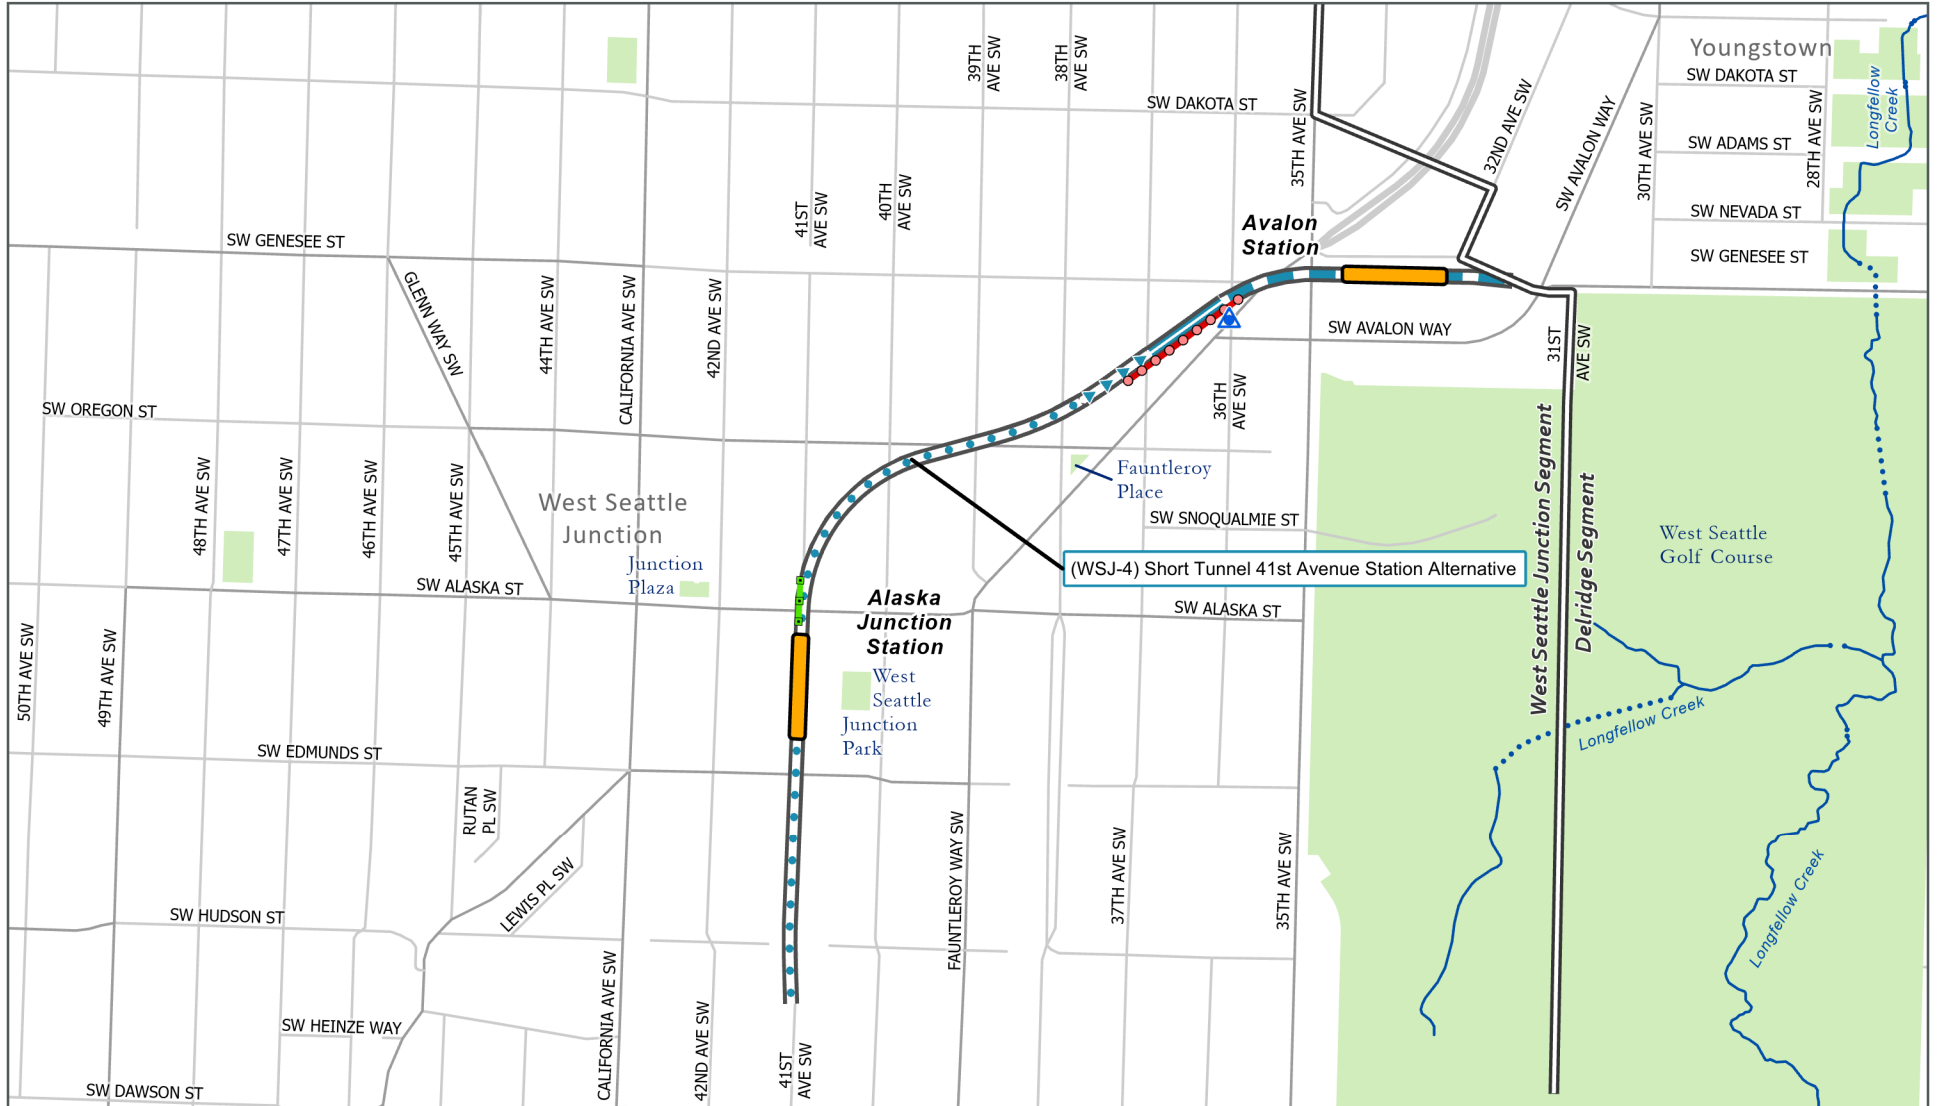 Youngstown
39TH
AVE SW
38TH
AVE SW
SW DAKOTA ST
SW DAKOTA ST
35TH AVE SW
32ND AVE SW
SW AVALON WAY
30TH AVE SW
28TH AVE SW
Longfellow
Creek
SW ADAMS ST
SW NEVADA ST
SW GENESEE ST
41ST
AVE SW
40TH
AVE SW
Avalon
Station
SW GENESEE ST
GLENN WAY SW
44TH AVE SW
CALIFORNIA AVE SW
42ND AVE SW
SW AVALON WAY
31ST
AVE SW
36TH
AVE SW
SW OREGON ST
48TH AVE SW
47TH AVE SW
46TH AVE SW
45TH AVE SW
West Seattle
Junction
Fauntleroy
Place
SW SNOQUALMIE ST
West Seattle Junction Segment
Delridge Segment
West Seattle
Golf Course
Junction
Plaza
(WSJ-4) Short Tunnel 41st Avenue Station Alternative
SW ALASKA ST
Alaska
Junction
Station
SW ALASKA ST
50TH AVE SW
49TH AVE SW
West
Seattle
Junction
Park
Longfellow Creek
SW EDMUNDS ST
RUTAN
PL SW
LEWIS PL SW
FAUNTLEROY WAY SW
37TH AVE SW
35TH AVE SW
Longfellow Creek
SW HUDSON ST
CALIFORNIA AVE SW
42ND AVE SW
41ST
AVE SW
SW HEINZE WAY
SW DAWSON ST